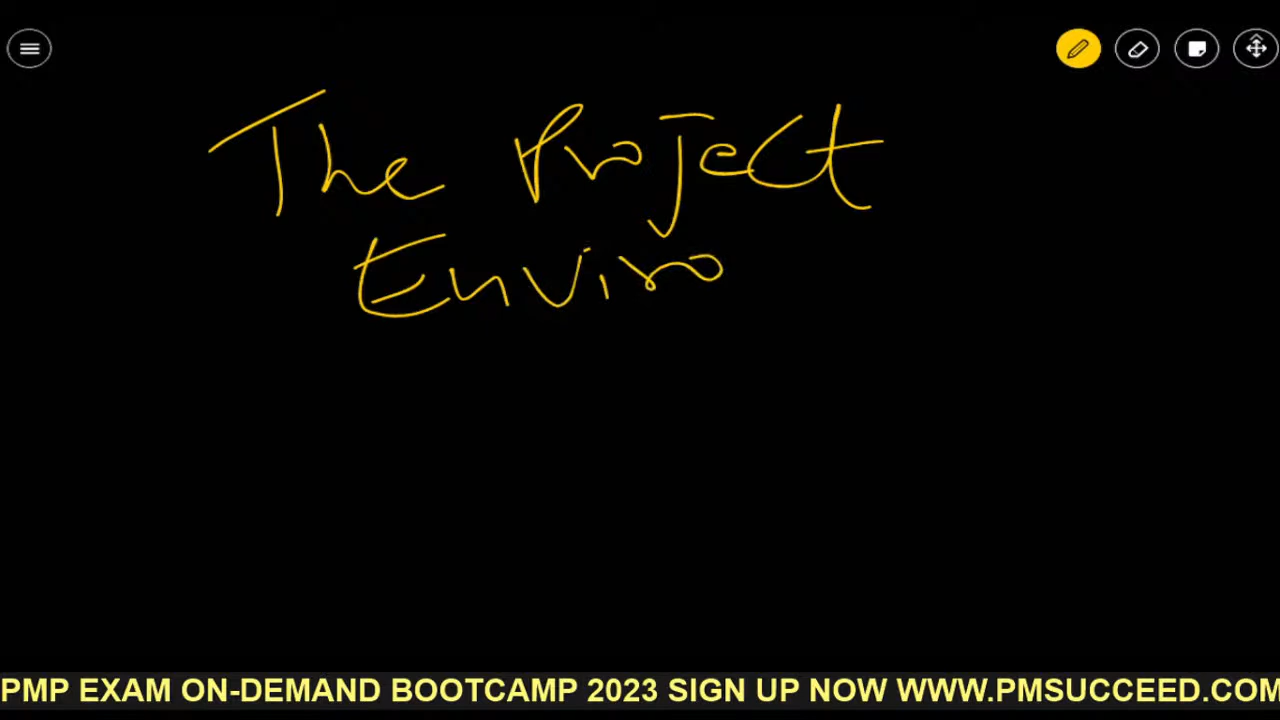 The Project
Enviro
PMP EXAM ON-DEMAND BOOTCAMP 2023 SIGN UP NOW WWW.PMSUCCEED.COM